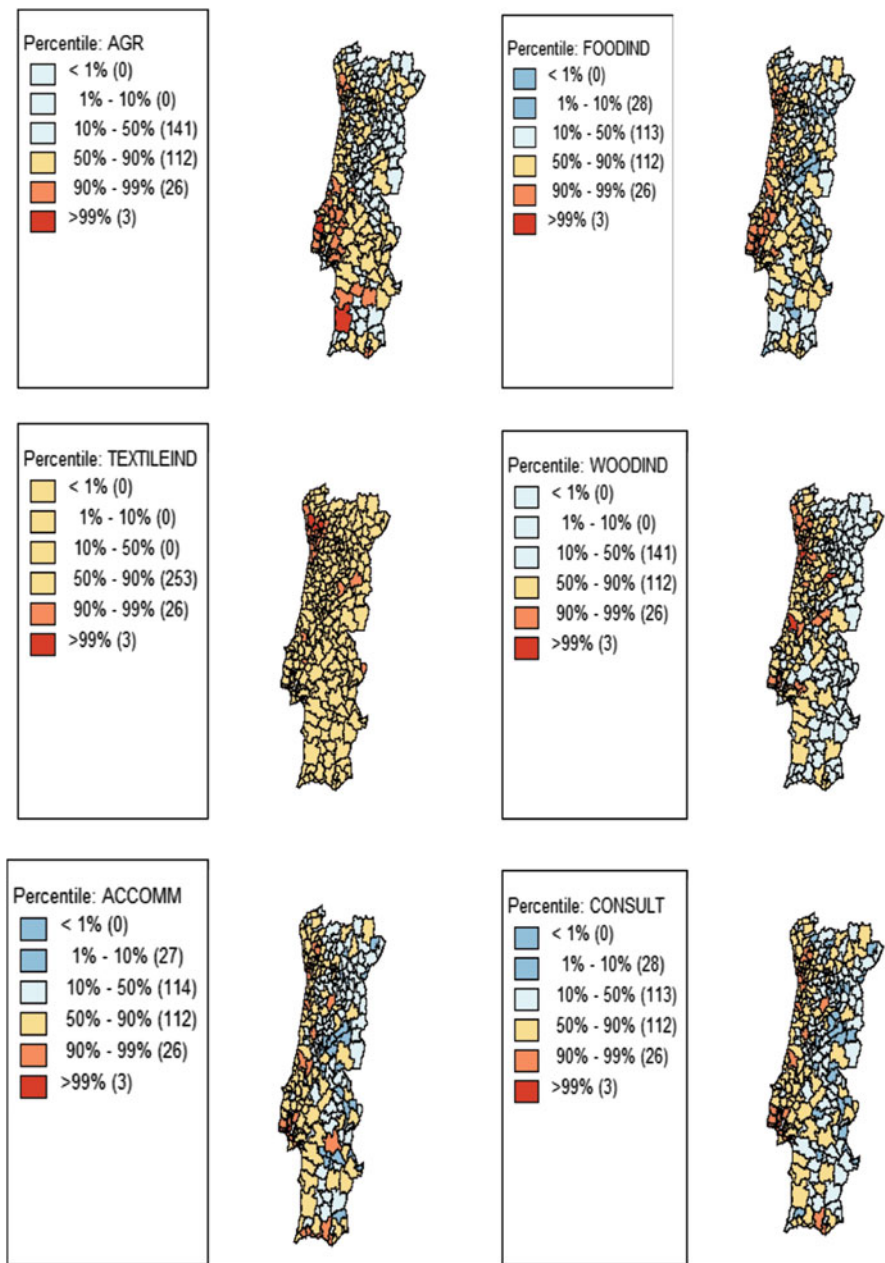 Percentile: AGR
< 1% (0)
1% - 10% (0)
10% - 50% (141)
50% - 90% (112)
90% - 99% (26)
>99% (3)
Percentile: FOODIND
< 1% (0)
1% - 10% (28)
10% - 50% (113)
50% - 90% (112)
90% - 99% (26)
>99% (3)
Percentile: TEXTILEIND
< 1% (0)
1% - 10% (0)
10% - 50% (0)
50% - 90% (253)
90% - 99% (26)
>99% (3)
Percentile: WOODIND
< 1% (0)
1% - 10% (0)
10% - 50% (141)
50% - 90% (112)
90% - 99% (26)
>99% (3)
Percentile: ACCOMM
< 1% (0)
1% - 10% (27)
10% - 50% (114)
50% - 90% (112)
90% - 99% (26)
>99% (3)
Percentile: CONSULT
< 1% (0)
1% - 10% (28)
10% - 50% (113)
50% - 90% (112)
90% - 99% (26)
>99% (3)